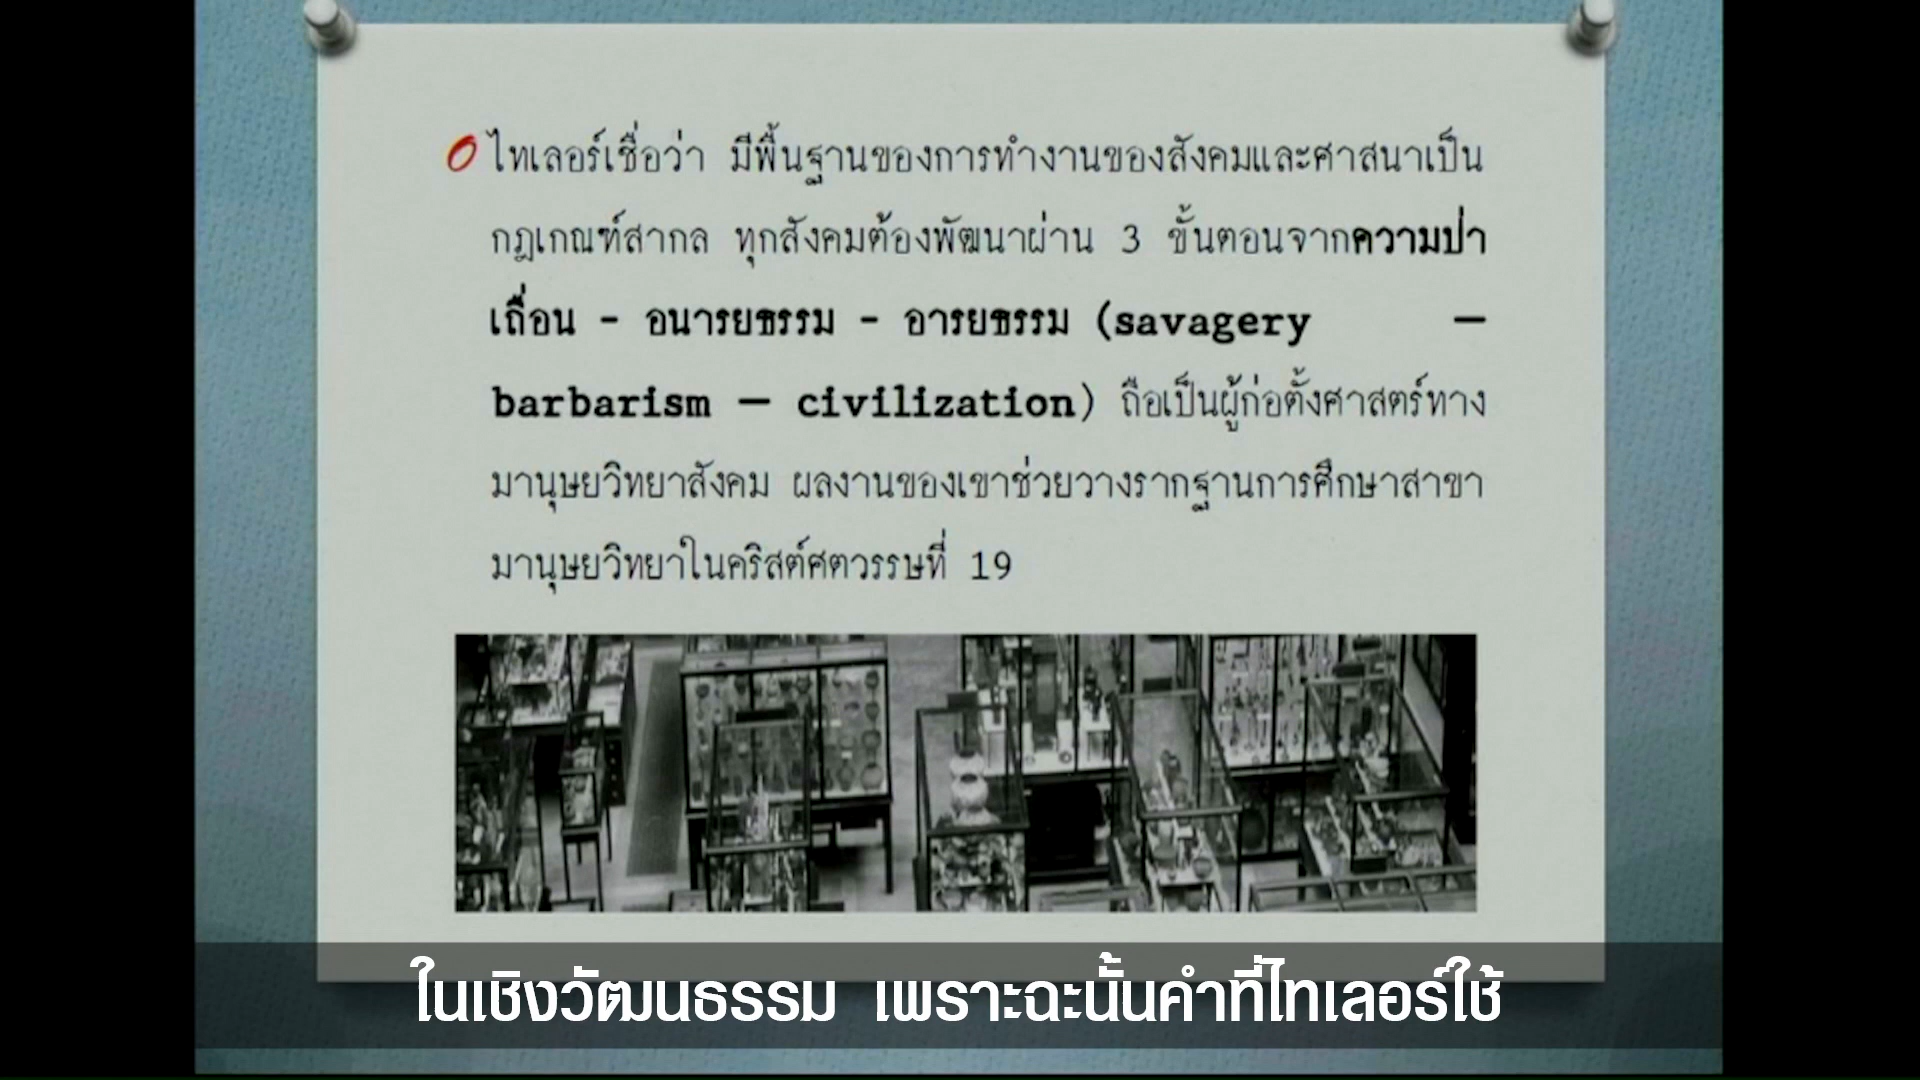 ไทเลอร์เชื่อว่า มีพื้นฐานของการทำงานของสังคมและศาสนาเป็น
กฎเกณฑ์สากล ทุกสังคมต้องพัฒนาผ่าน 3 ขั้นตอนจากความป่า
เถื่อน - อนารยธรรม - อารยธรรม (savagery –
barbarism – civilization) ถือเป็นผู้ก่อตั้งศาสตร์ทาง
มานุษยวิทยาสังคม ผลงานของเขาช่วยวางรากฐานการศึกษาสาขา
มานุษยวิทยาในคริสต์ศตวรรษที่ 19
ในเชิงวัฒนธรรม เพราะฉะนั้นคำที่ไทเลอร์ใช้